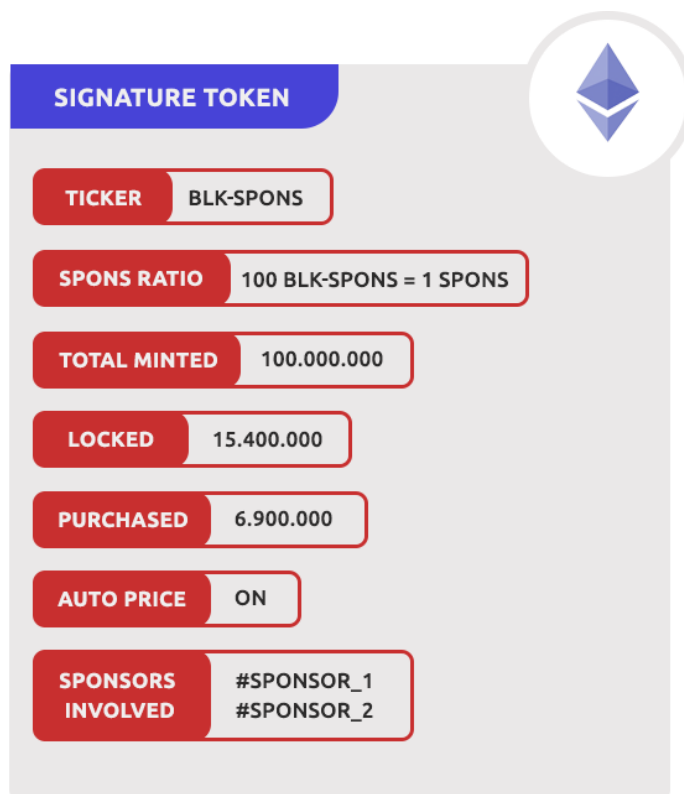 SIGNATURE TOKEN
TICKER BLK-SPONS
SPONS RATIO 100 BLK-SPONS = 1 SPONS
TOTAL MINTED 100.000.000
LOCKED 15.400.000
PURCHASED 6.900.000
AUTO PRICE ON
SPONSORS INVOLVED
#SPONSOR_1
#SPONSOR_2